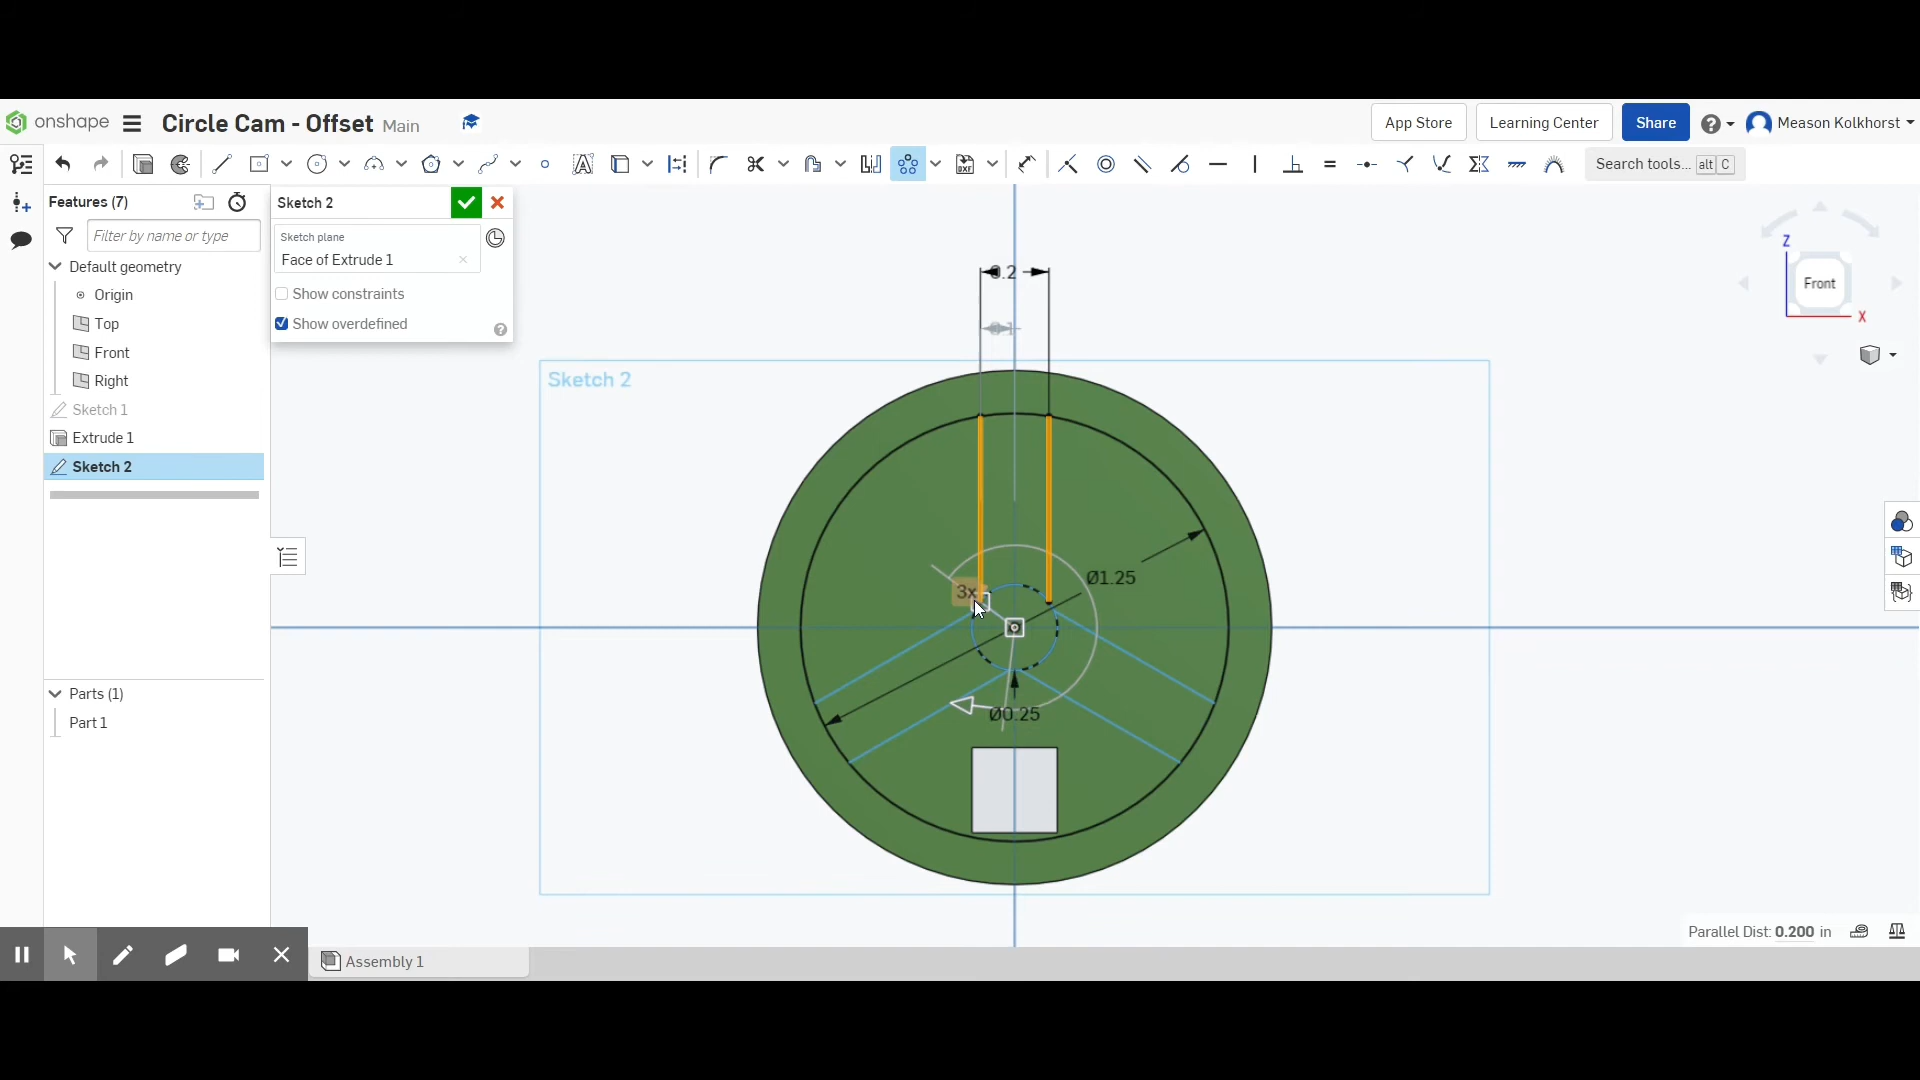 onshape
Circle Cam - Offset Main
App Store
Learning Center
Share
Meason Kolkhorst
Search tools... alt C
Features (7)
Filter by name or type
Default geometry
Origin
Top
Front
Right
Sketch 1
Extrude 1
Sketch 2
Sketch 2
Sketch plane
Face of Extrude 1
Show constraints
Show overdefined
Parts (1)
Part 1
Sketch 2
0.2
0.1
Ø1.25
3x
Ø0.25
Z
Front
X
Parallel Dist: 0.200 in
Assembly 1